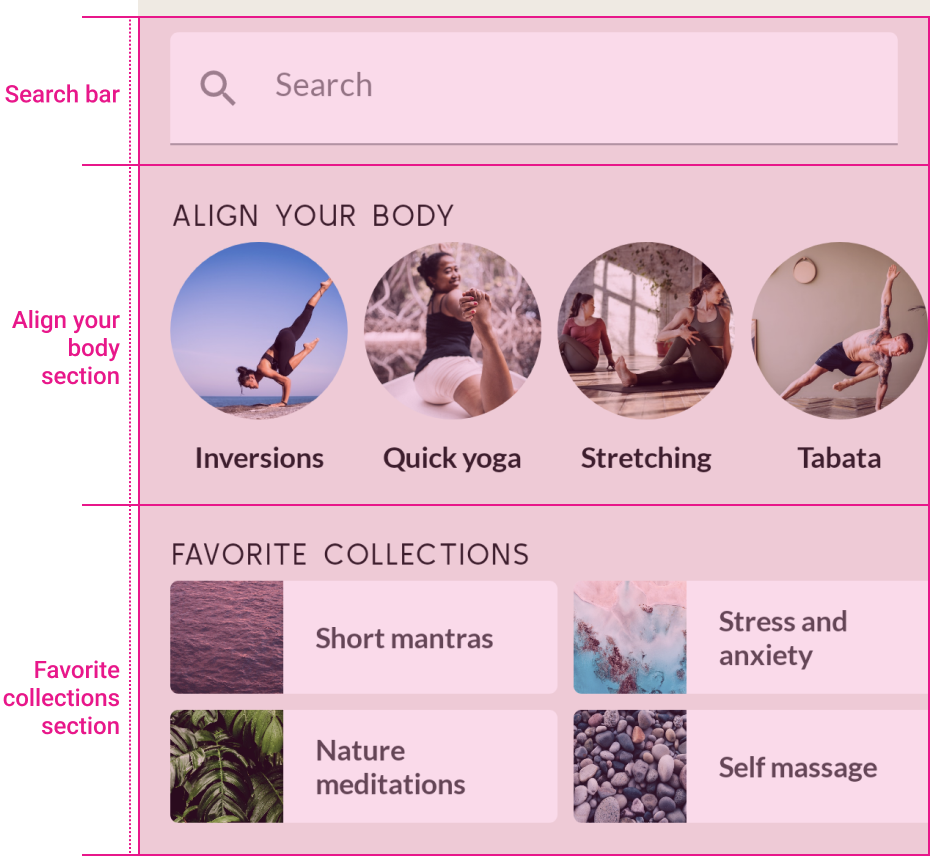 Search bar
Search
Align your
body
section
ALIGN YOUR BODY
Inversions
Quick yoga
Stretching
Tabata
Favorite
collections
section
FAVORITE COLLECTIONS
Short mantras
Stress and
anxiety
Nature
meditations
Self massage